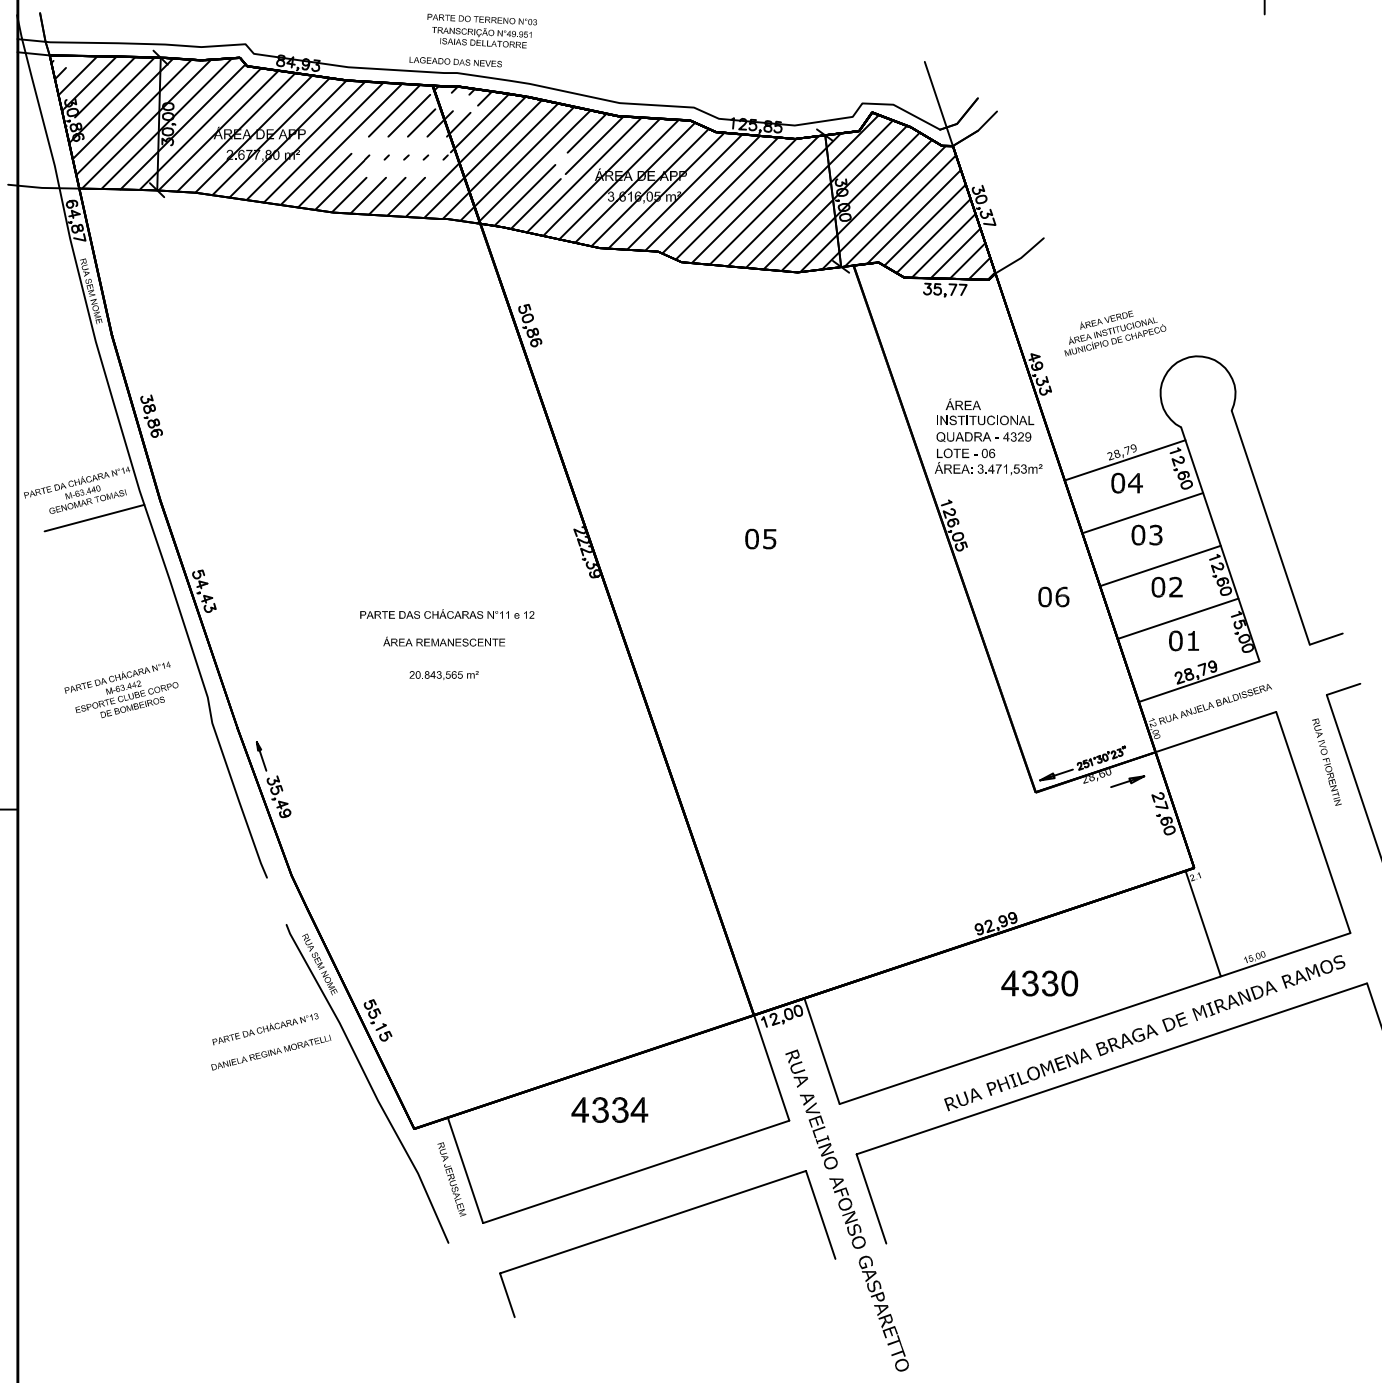 PARTE DO TERRENO N°03
TRANSCRIÇÃO N°49.951
ISAIAS DELLATORRE
LAGEADO DAS NEVES
84,93
30,86
30,00
ÁREA DE APP
2.677,80 m²
125,85
ÁREA DE APP
3.616,05 m²
30,00
30,37
64,87
RUA SEM NOME
35,77
50,86
ÁREA VERDE
ÁREA INSTITUCIONAL
MUNICÍPIO DE CHAPECÓ
49,33
38,86
ÁREA
INSTITUCIONAL
QUADRA - 4329
LOTE - 06
ÁREA: 3.471,53m²
28,79
12,60
04
PARTE DA CHÁCARA N°14
M-63.440
GENOMAR TOMASI
126,05
03
05
222,39
12,60
02
54,43
06
15,00
01
PARTE DAS CHÁCARAS N°11 e 12
ÁREA REMANESCENTE
20.843,565 m²
28,79
PARTE DA CHÁCARA N°14
M-63.442
ESPORTE CLUBE CORPO
DE BOMBEIROS
12,00
RUA ANJELA BALDISSERA
RUA IVO FIORENTIN
251°30'23"
28,60
35,49
27,60
2.1
92,99
RUA SEM NOME
15,00
4330
55,15
12,00
RUA PHILOMENA BRAGA DE MIRANDA RAMOS
PARTE DA CHÁCARA N°13
DANIELA REGINA MORATELLI
4334
RUA JERUSALEM
RUA AVELINO AFONSO GASPARETTO